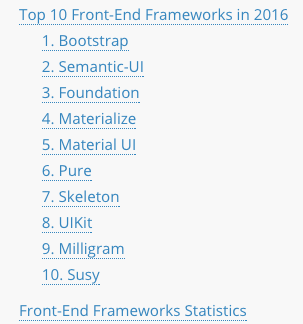 Top 10 Front-End Frameworks in 2016
1. Bootstrap
2. Semantic-UI
3. Foundation
4. Materialize
5. Material UI
6. Pure
7. Skeleton
8. UIKit
9. Milligram
10. Susy
Front-End Frameworks Statistics